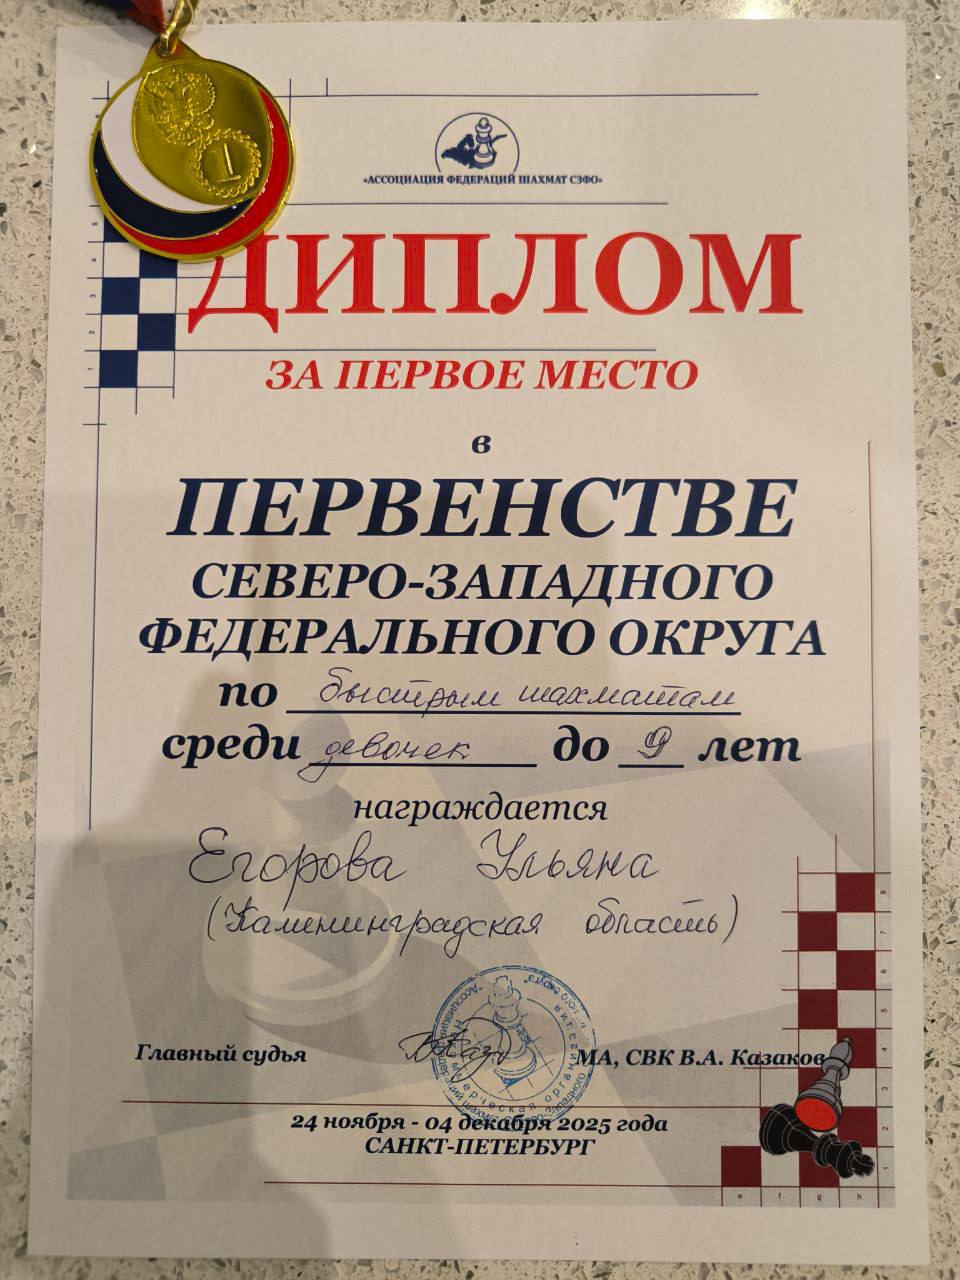 1
«АССОЦИАЦИЯ ФЕДЕРАЦИЙ ШАХМАТ СЗФО»
ДИПЛОМ
ЗА ПЕРВОЕ МЕСТО
в
ПЕРВЕНСТВЕ
СЕВЕРО-ЗАПАДНОГО
ФЕДЕРАЛЬНОГО ОКРУГА
по быстрым шахматам
среди девочек до 9 лет
награждается
Егорова Ульяна
(Калининградская область)
Главный судья МА, СВК В.А. Казаков
24 ноября - 04 декабря 2025 года
САНКТ-ПЕТЕРБУРГ